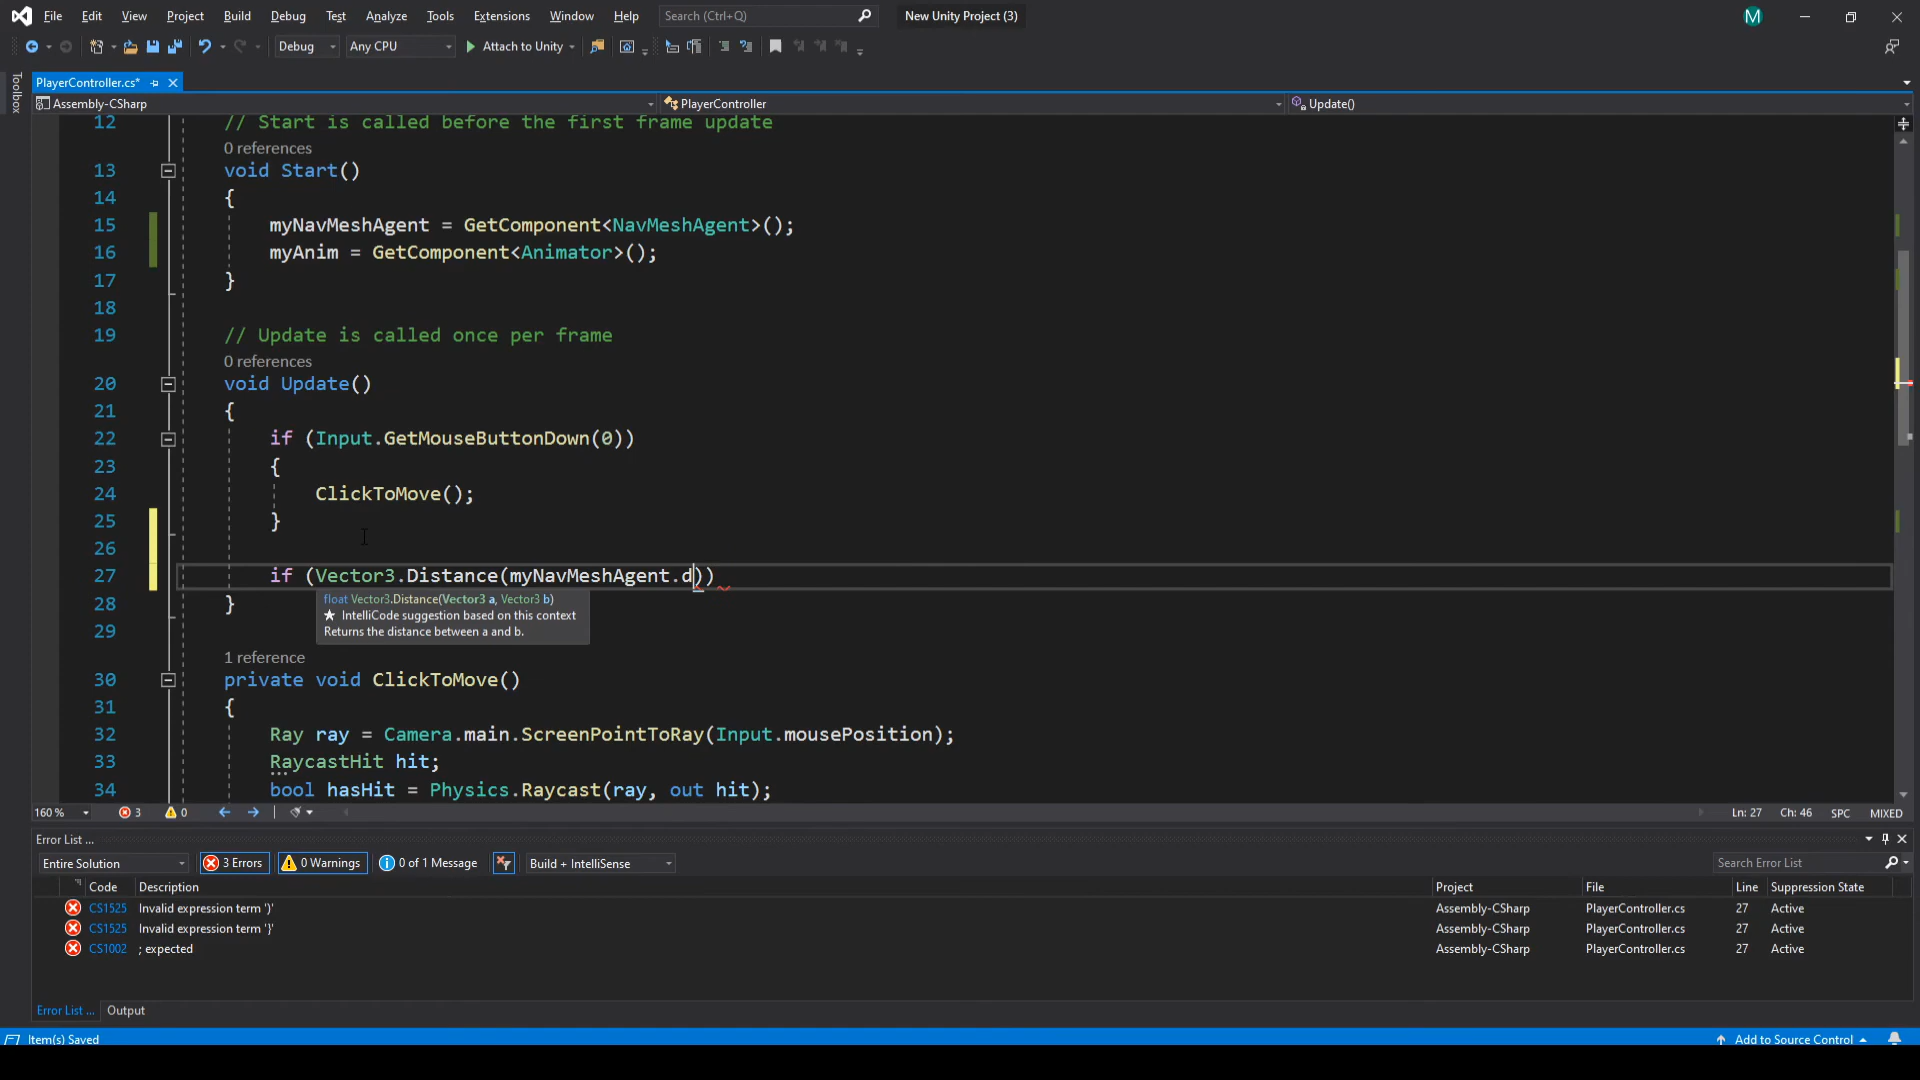 File Edit View Project Build Debug Test Analyze Tools Extensions Window Help Search (Ctrl+Q) New Unity Project (3) M
Debug Any CPU Attach to Unity
Toolbox
PlayerController.cs*
Assembly-CSharp PlayerController Update()
12 // Start is called before the first frame update
0 references
13 void Start()
14 {
15 myNavMeshAgent = GetComponent<NavMeshAgent>();
16 myAnim = GetComponent<Animator>();
17 }
18
19 // Update is called once per frame
0 references
20 void Update()
21 {
22 if (Input.GetMouseButtonDown(0))
23 {
24 ClickToMove();
25 }
26
27 if (Vector3.Distance(myNavMeshAgent.d))
float Vector3.Distance(Vector3 a, Vector3 b)
★ IntelliCode suggestion based on this context
Returns the distance between a and b.
28 }
29
1 reference
30 private void ClickToMove()
31 {
32 Ray ray = Camera.main.ScreenPointToRay(Input.mousePosition);
33 RaycastHit hit;
34 bool hasHit = Physics.Raycast(ray, out hit);
160 % 3 0 Ln: 27 Ch: 46 SPC MIXED
Error List ...
Entire Solution 3 Errors 0 Warnings 0 of 1 Message Build + IntelliSense Search Error List
Code Description Project File Line Suppression State
CS1525 Invalid expression term ')' Assembly-CSharp PlayerController.cs 27 Active
CS1525 Invalid expression term '}' Assembly-CSharp PlayerController.cs 27 Active
CS1002 ; expected Assembly-CSharp PlayerController.cs 27 Active
Error List ... Output
Item(s) Saved Add to Source Control